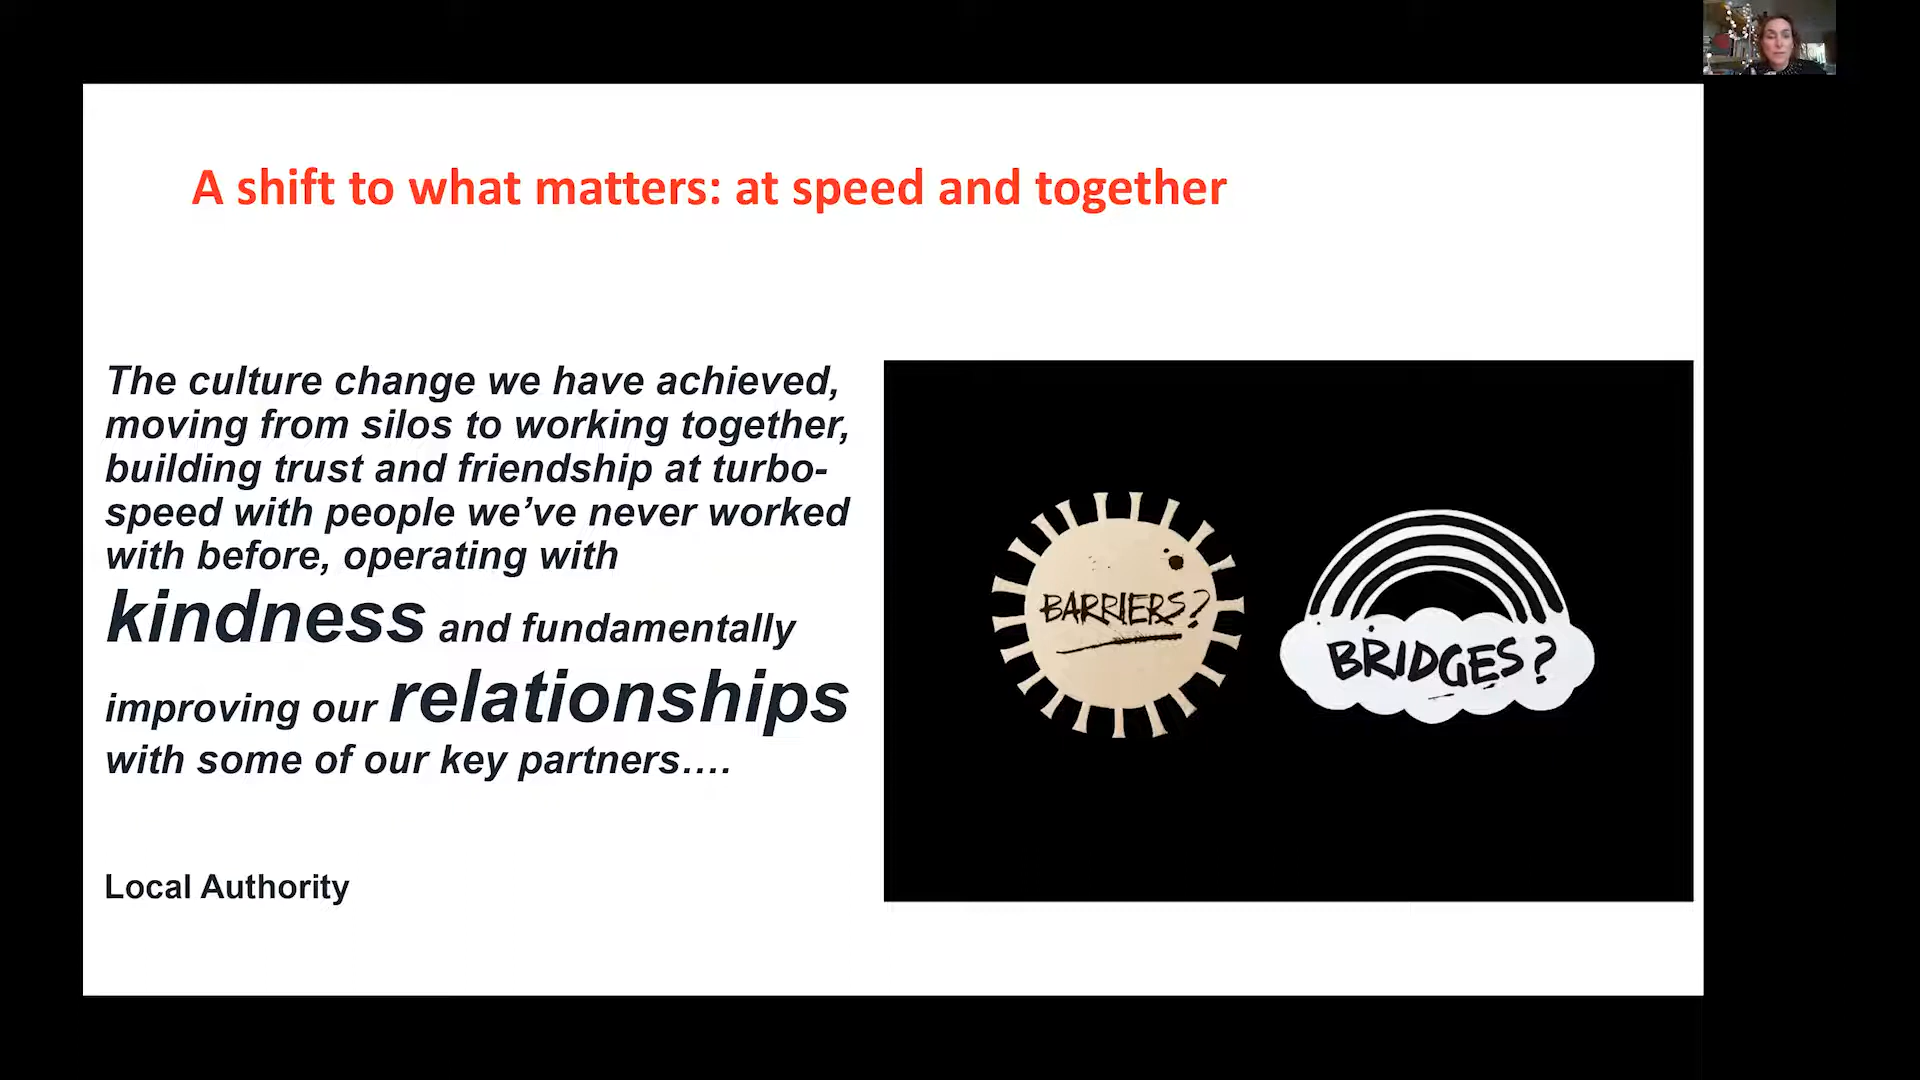 A shift to what matters: at speed and together
The culture change we have achieved,
moving from silos to working together,
building trust and friendship at turbo-
speed with people we’ve never worked
with before, operating with
kindness and fundamentally
improving our relationships
with some of our key partners….
Local Authority
BARRIERS?
BRIDGES?